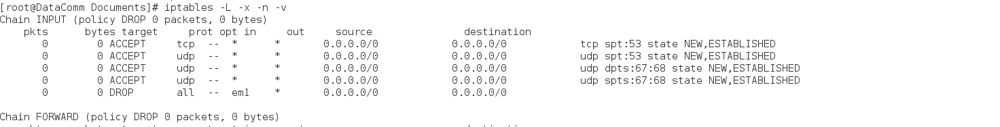 [root@DataComm Documents]# iptables -L -x -n -v
Chain INPUT (policy DROP 0 packets, 0 bytes)
    pkts      bytes target     prot opt in     out     source               destination
       0        0 ACCEPT     tcp  --  *      *       0.0.0.0/0            0.0.0.0/0            tcp spt:53 state NEW,ESTABLISHED
       0        0 ACCEPT     udp  --  *      *       0.0.0.0/0            0.0.0.0/0            udp spt:53 state NEW,ESTABLISHED
       0        0 ACCEPT     udp  --  *      *       0.0.0.0/0            0.0.0.0/0            udp dpts:67:68 state NEW,ESTABLISHED
       0        0 ACCEPT     udp  --  *      *       0.0.0.0/0            0.0.0.0/0            udp spts:67:68 state NEW,ESTABLISHED
       0        0 DROP       all  --  em1    *       0.0.0.0/0            0.0.0.0/0
Chain FORWARD (policy DROP 0 packets, 0 bytes)